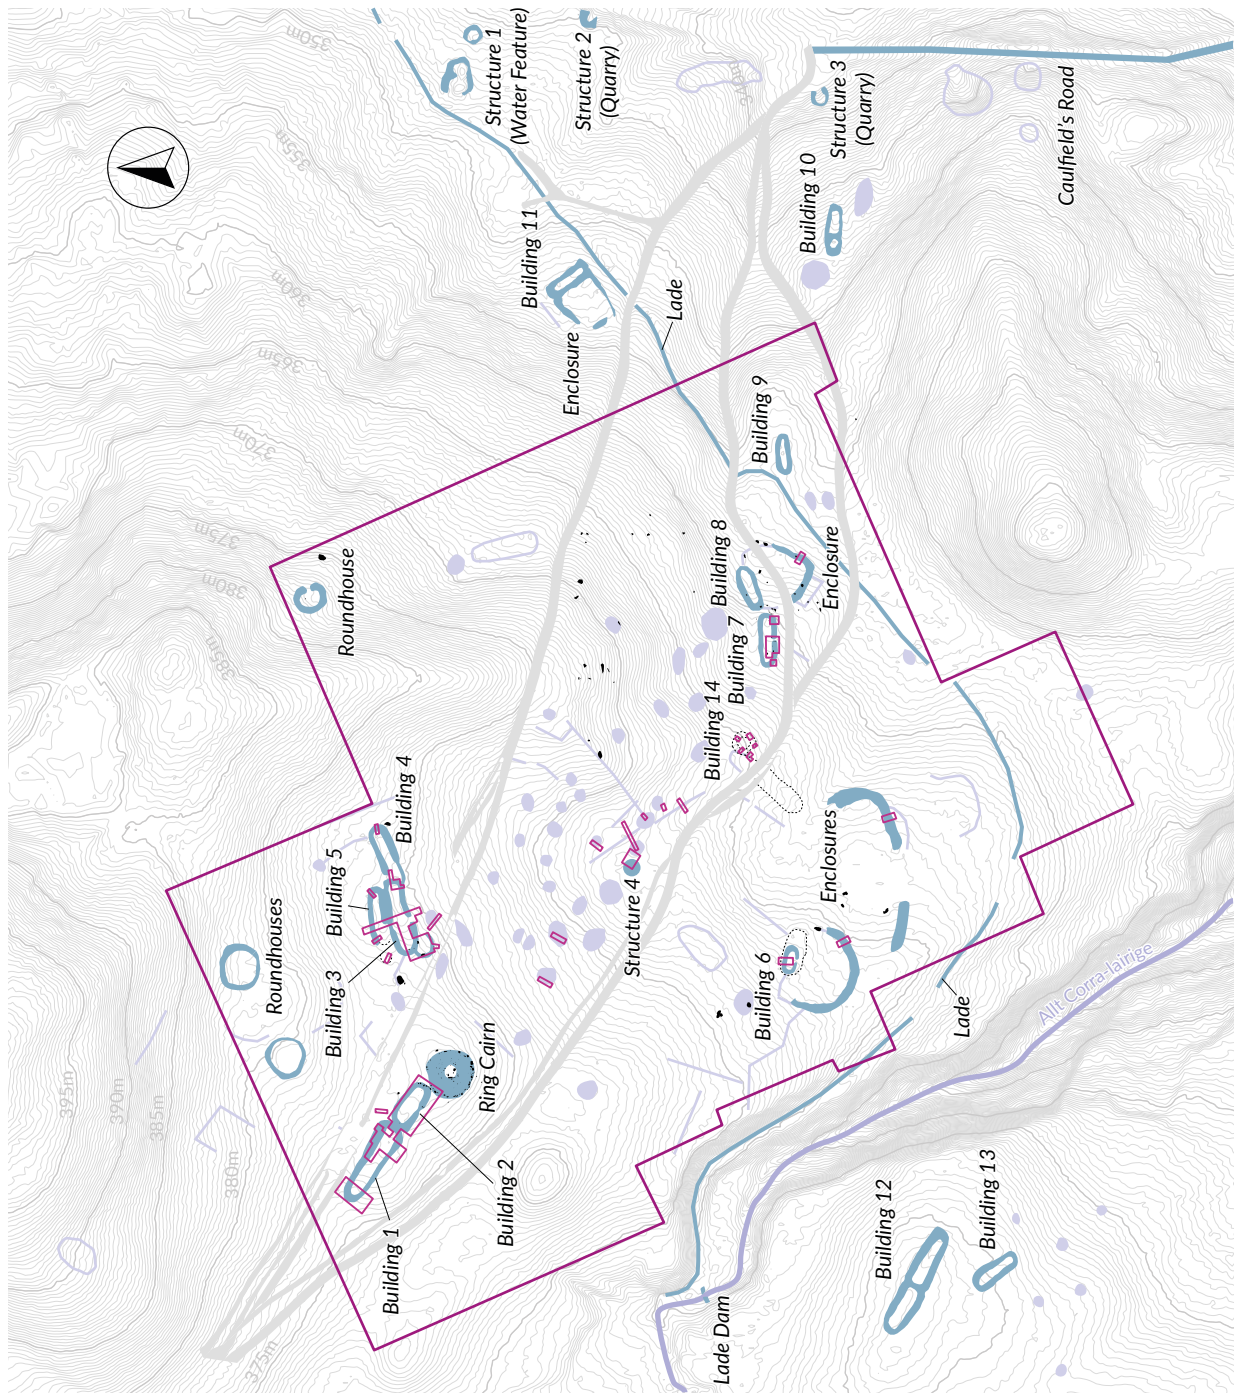 350m
Structure 1
(Water Feature)
Structure 2
(Quarry)
345m
Structure 3
(Quarry)
Caulfield's Road
355m
Building 10
Building 11
360m
Lade
Enclosure
365m
370m
Building 9
375m
Building 8
Enclosure
380m
Roundhouse
385m
Building 7
Building 14
Building 4
Building 5
Enclosures
Structure 4
Roundhouses
Building 3
Building 6
Lade
Allt Corra-lairige
Ring Cairn
395m
390m
385m
380m
Building 2
Building 1
Building 12
Building 13
Lade Dam
375m